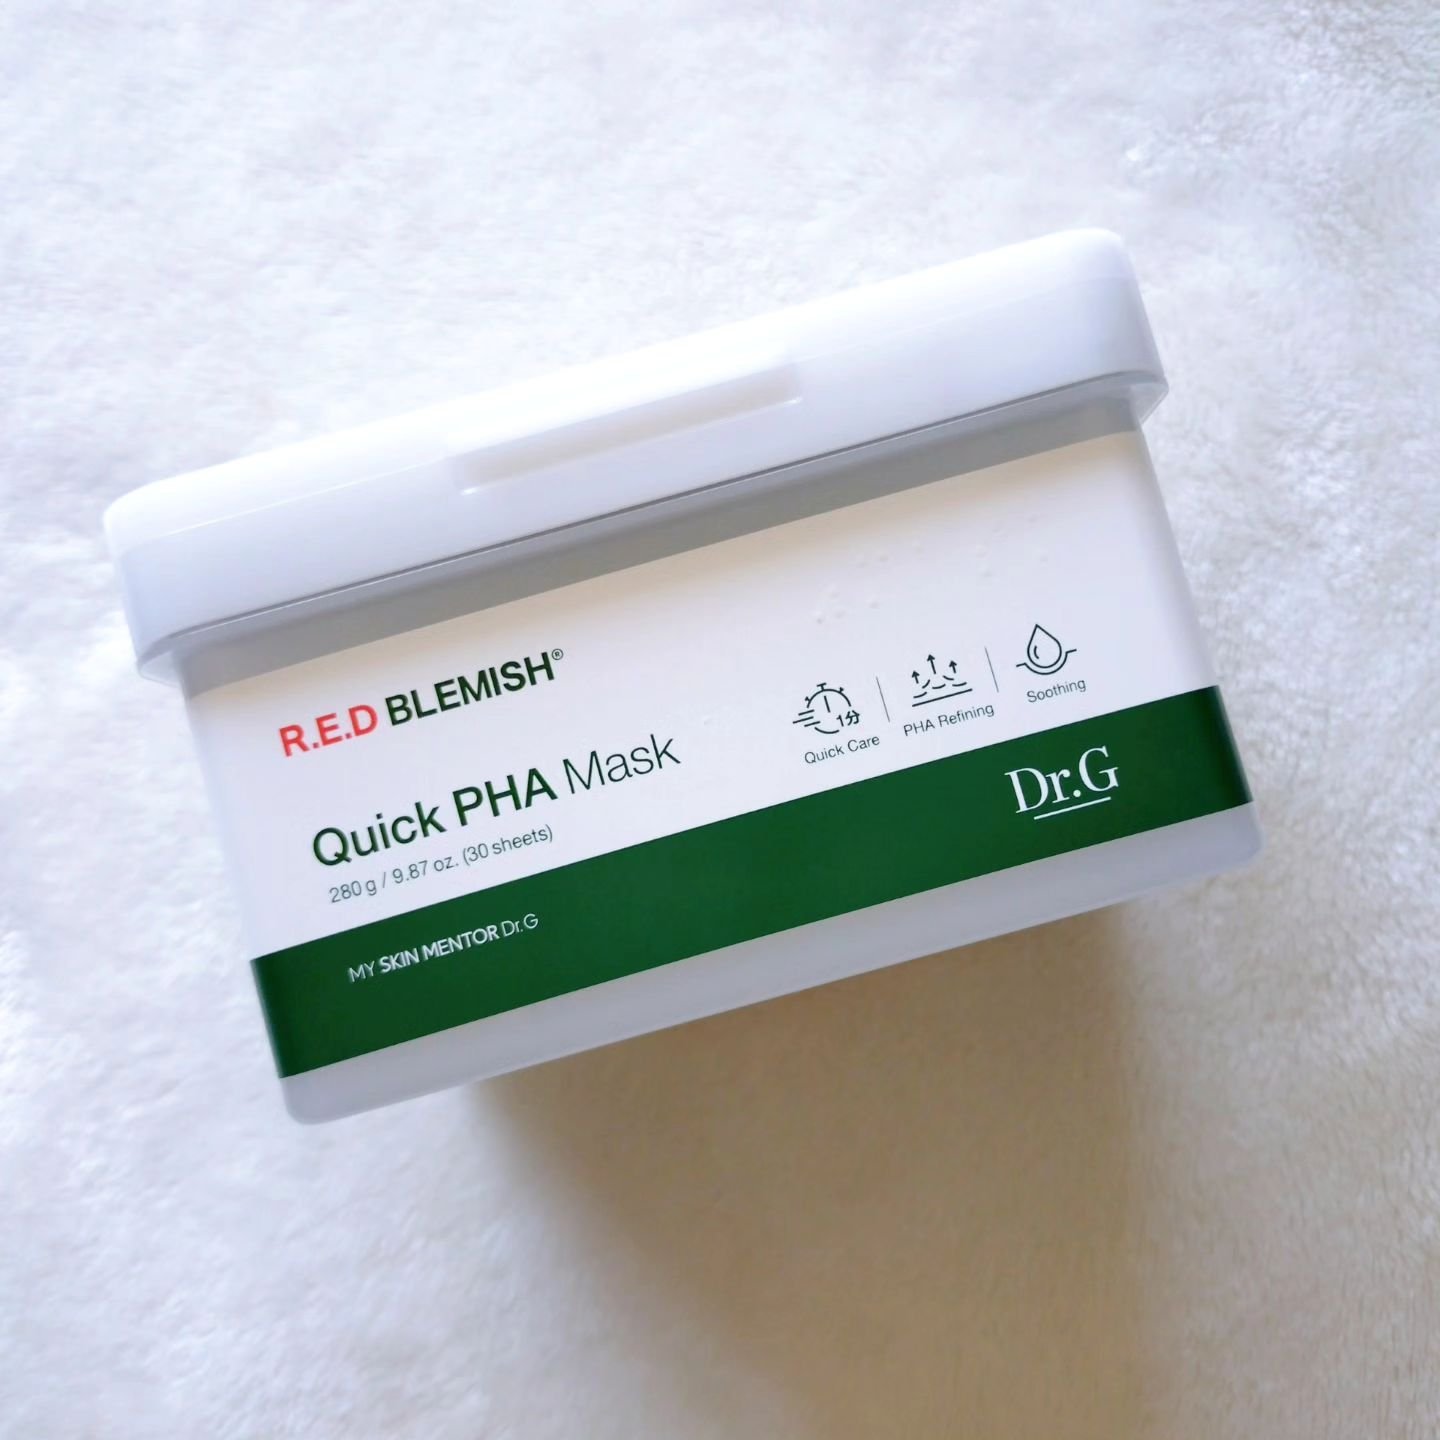 R.E.D BLEMISH®
Quick PHA Mask
280 g / 9.87 oz. (30 sheets)
1分
Quick Care
PHA Refining
Soothing
Dr.G
MY SKIN MENTOR Dr.G